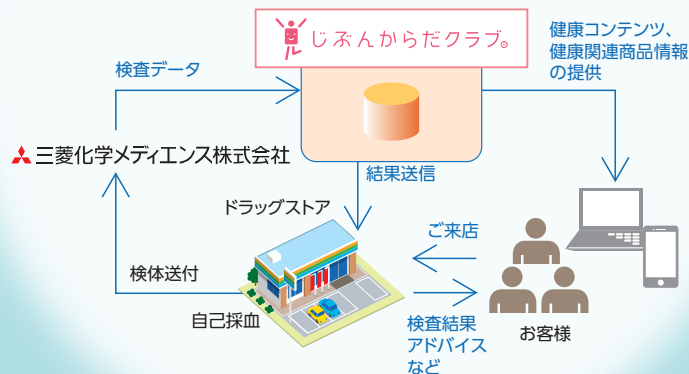 じぶんからだクラブ。
健康コンテンツ、
健康関連商品情報
の提供
検査データ
三菱化学メディエンス株式会社
結果送信
ドラッグストア
ご来店
検体送付
自己採血
検査結果
アドバイス
など
お客様